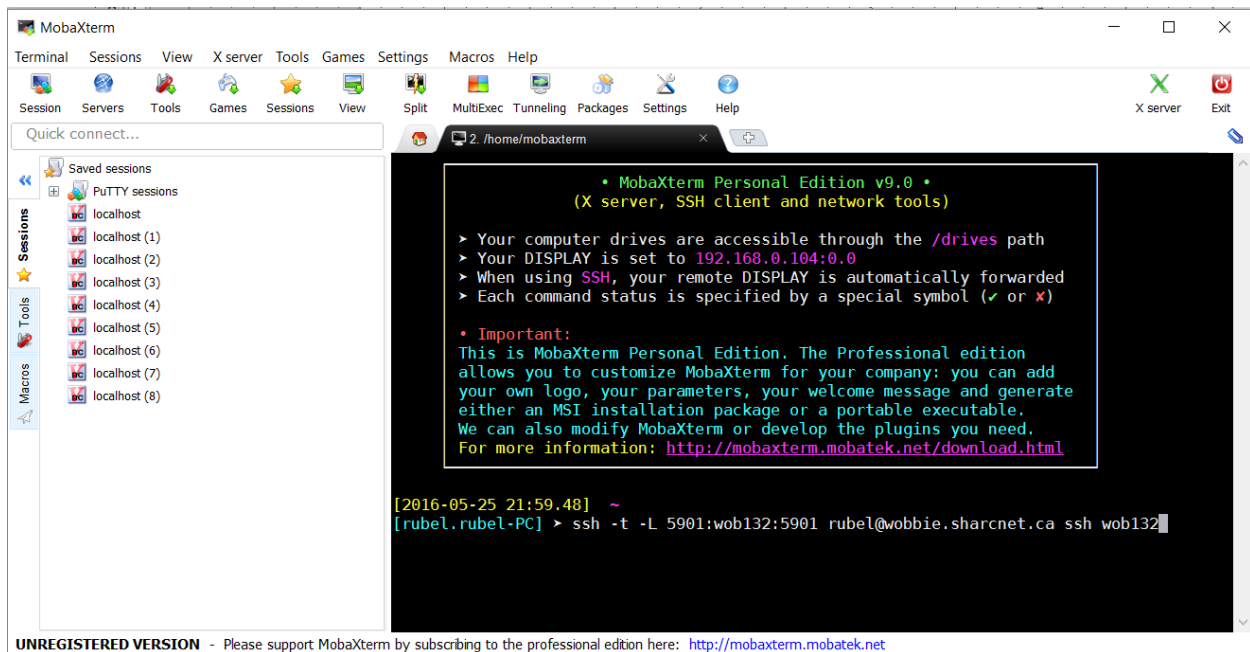 MobaXterm
Terminal Sessions View X server Tools Games Settings Macros Help
Session Servers Tools Games Sessions View Split MultiExec Tunneling Packages Settings Help X server Exit
Quick connect...
2. /home/mobaxterm
Saved sessions
PuTTY sessions
localhost
localhost (1)
localhost (2)
localhost (3)
localhost (4)
localhost (5)
localhost (6)
localhost (7)
localhost (8)
Sessions
Tools
Macros
• MobaXterm Personal Edition v9.0 •
(X server, SSH client and network tools)
➤ Your computer drives are accessible through the /drives path
➤ Your DISPLAY is set to 192.168.0.104:0.0
➤ When using SSH, your remote DISPLAY is automatically forwarded
➤ Each command status is specified by a special symbol (✔ or ✘)
• Important:
This is MobaXterm Personal Edition. The Professional edition
allows you to customize MobaXterm for your company: you can add
your own logo, your parameters, your welcome message and generate
either an MSI installation package or a portable executable.
We can also modify MobaXterm or develop the plugins you need.
For more information: http://mobaxterm.mobatek.net/download.html
[2016-05-25 21:59.48] ~
[rubel.rubel-PC] ➤ ssh -t -L 5901:wob132:5901 rubel@wobbie.sharcnet.ca ssh wob132
UNREGISTERED VERSION - Please support MobaXterm by subscribing to the professional edition here: http://mobaxterm.mobatek.net